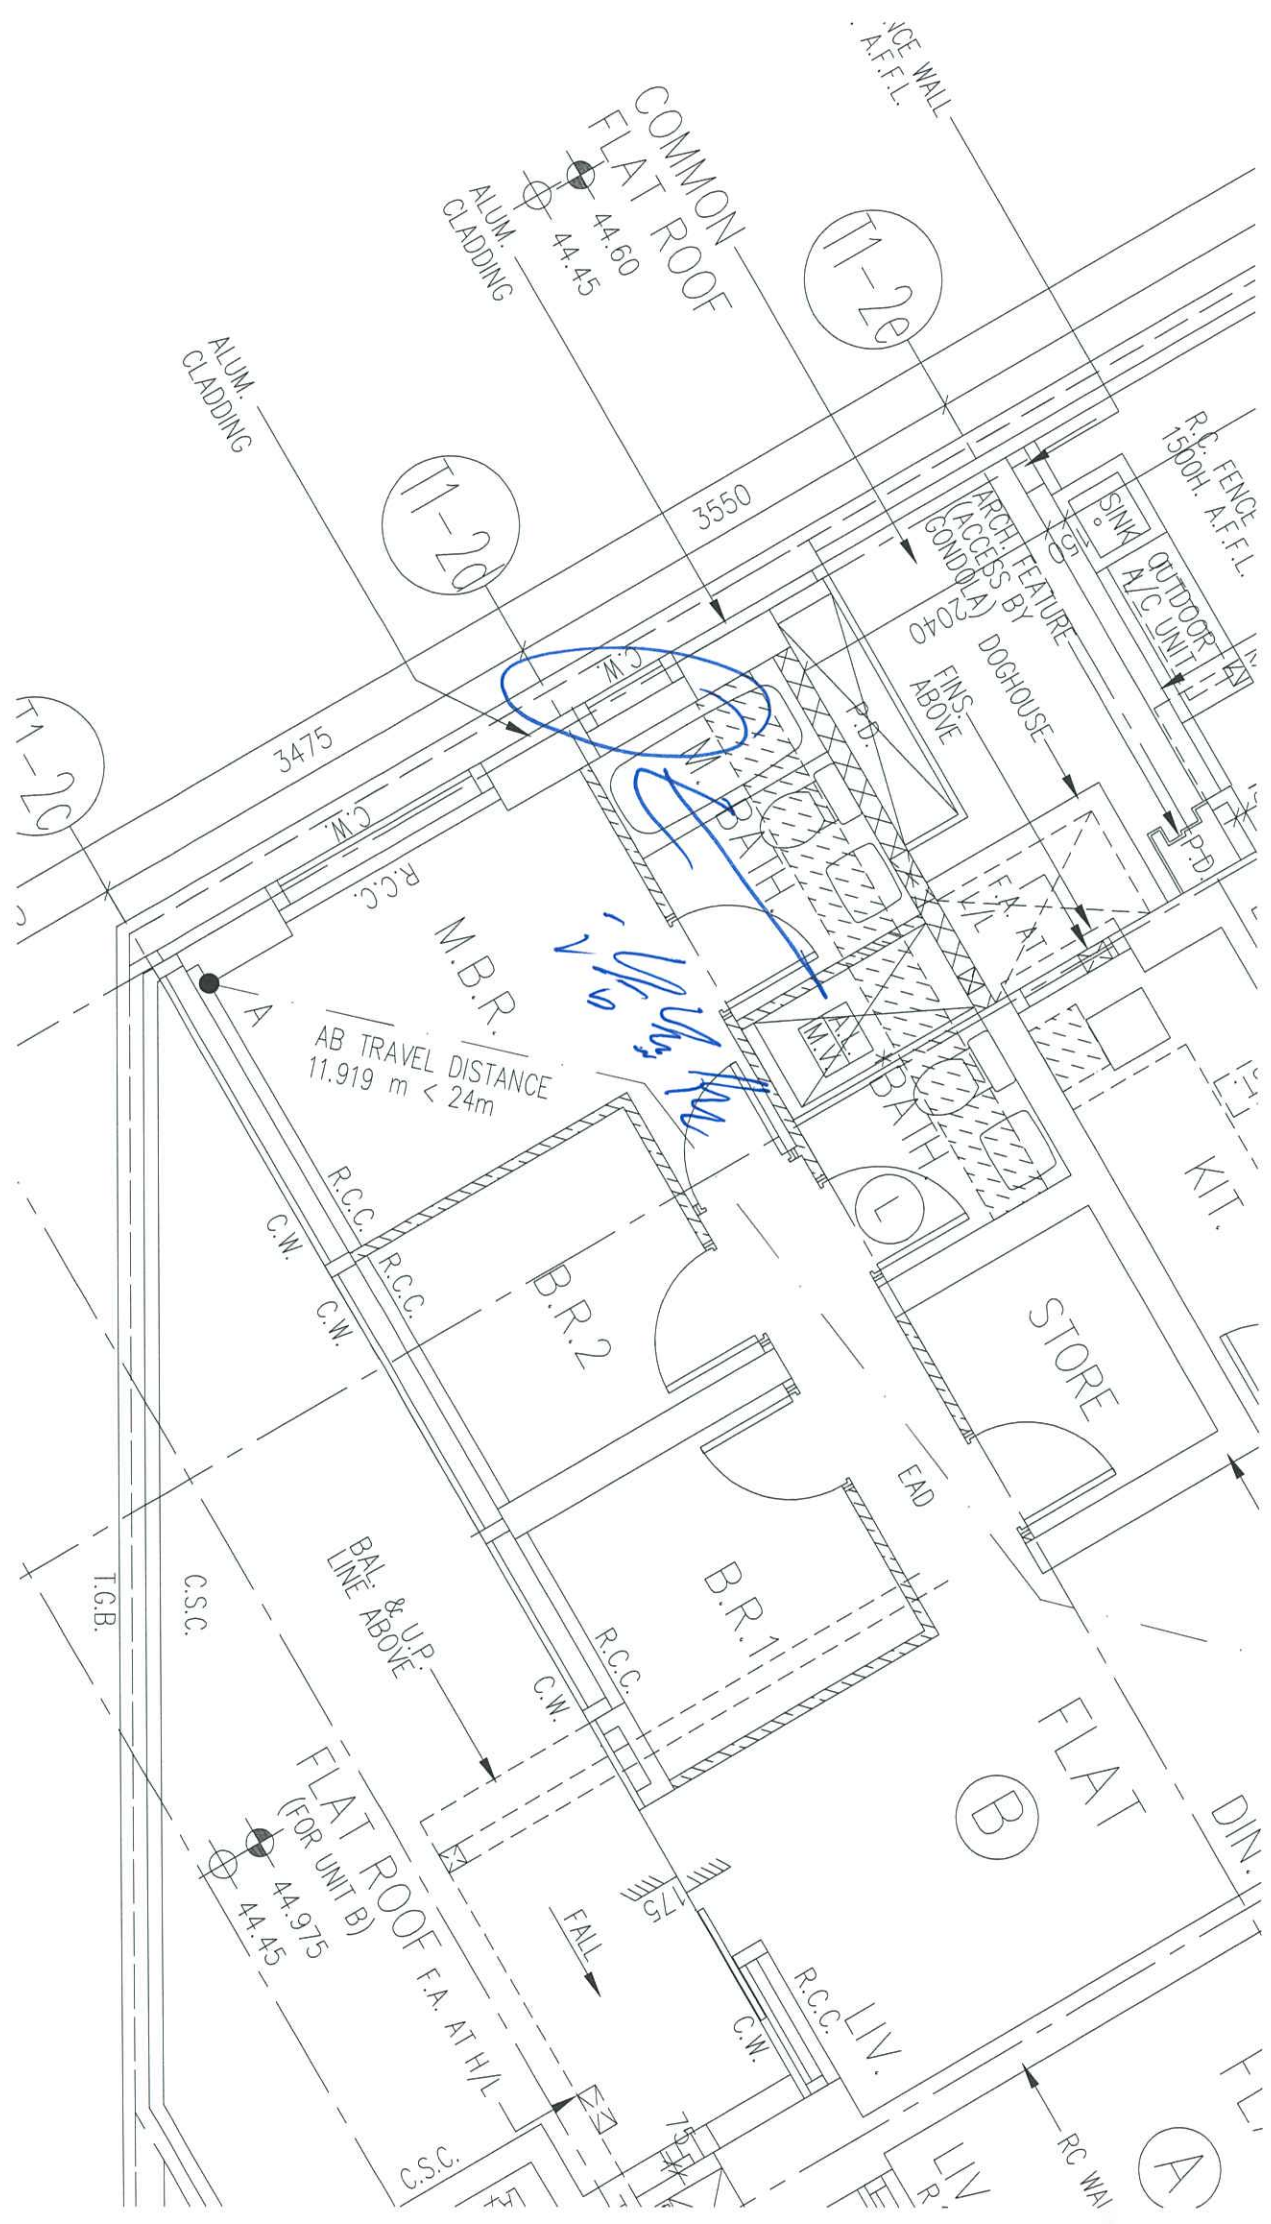 NCE WALL
A.F.F.L.
COMMON
FLAT ROOF
44.60
44.45
ALUM.
CLADDING
ALUM.
CLADDING
T1-2e
T1-2d
T1-2c
3550
3475
R.C. FENCE
1500H. A.F.F.L.
SINK
OUTDOOR
A/C UNIT
ARCH. FEATURE
(ACCESS BY
GONDOLA)
2040
DOGHOUSE
FINS
ABOVE
P.D.
P.D.
F.A. AT
L/L
C.W.
C.W.
R.C.C.
M. BATH
M.B.R.
A
AB TRAVEL DISTANCE
11.919 m < 24m
BATH
L
KIT.
STORE
R.C.C.
C.W.
R.C.C.
C.W.
B.R.2
EAD
B.R.1
R.C.C.
C.W.
T.G.B.
C.S.C.
BAL. & U.P.
LINE ABOVE
FLAT
B
DIN.
FLAT ROOF
(FOR UNIT B)
44.975
44.45
F.A. AT H/L
FALL
175
R.C.C.
C.W.
LIV.
C.S.C.
75
RC WAL
A
LIV